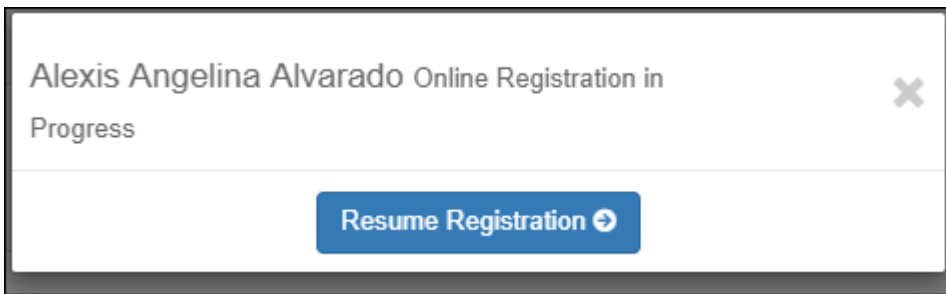 Alexis Angelina Alvarado Online Registration in
Progress
Resume Registration